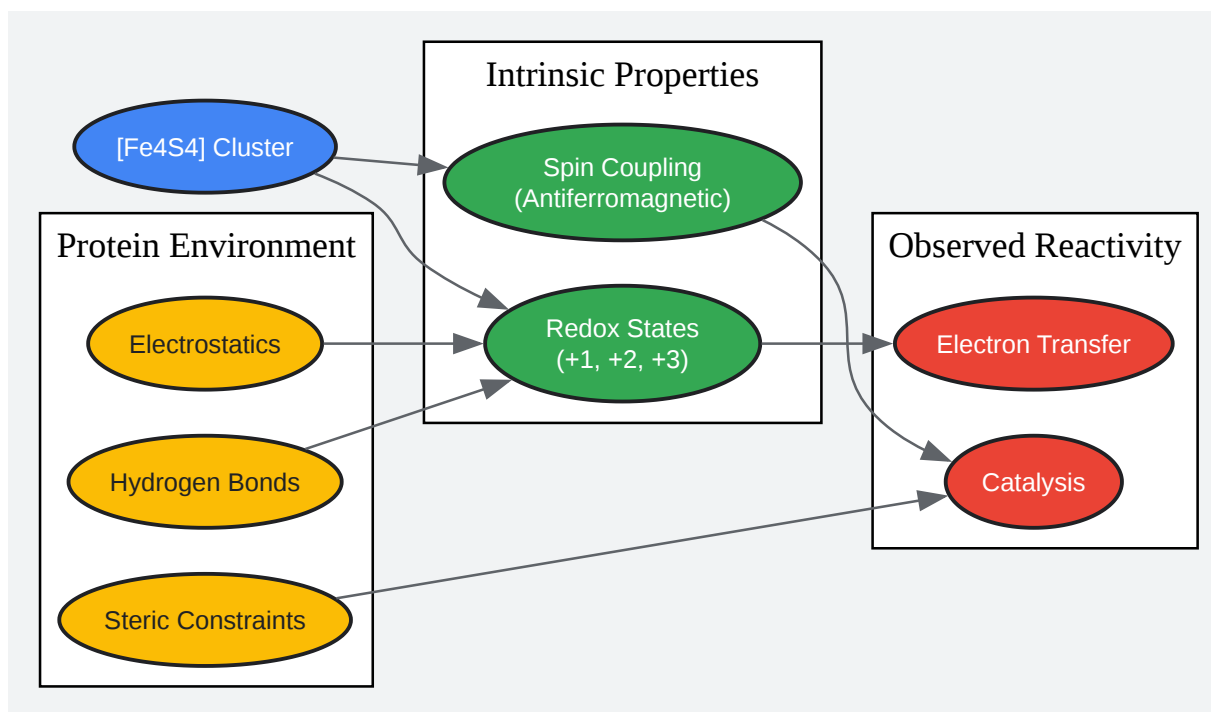 [Fe4S4] Cluster
Protein Environment
Electrostatics
Hydrogen Bonds
Steric Constraints
Intrinsic Properties
Spin Coupling
(Antiferromagnetic)
Redox States
(+1, +2, +3)
Observed Reactivity
Electron Transfer
Catalysis